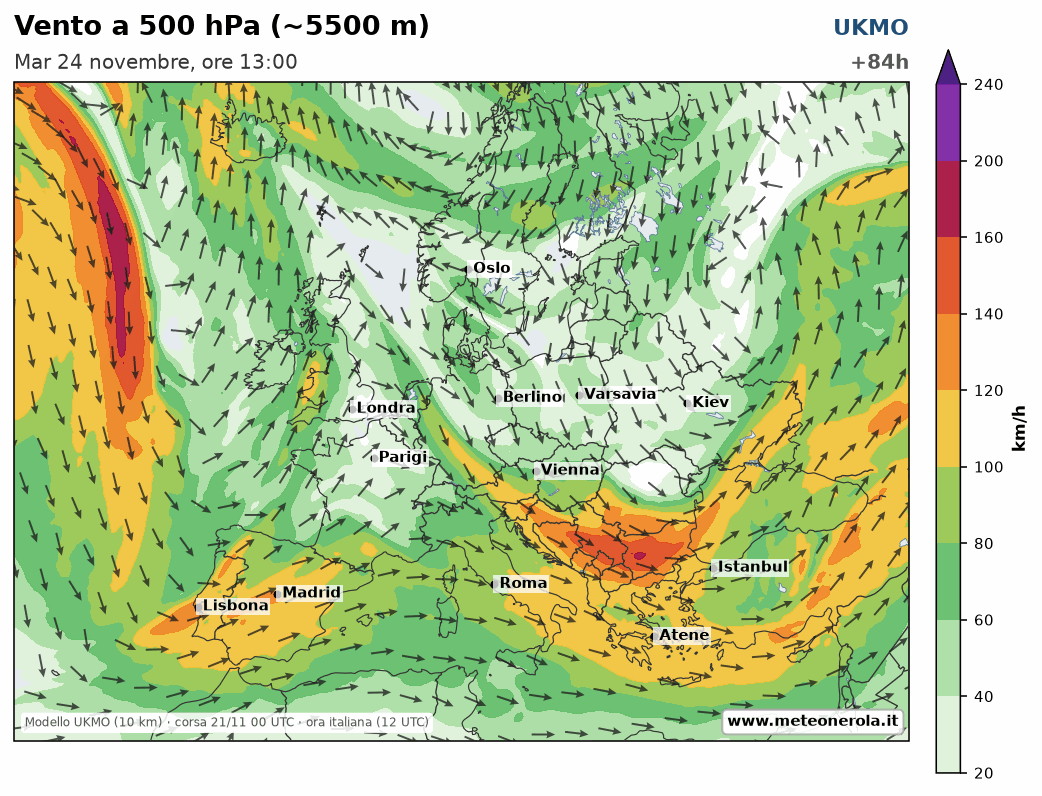 Vento a 500 hPa (~5500 m)
UKMO
Mar 24 novembre, ore 13:00
+84h
240
200
160
140
120
100
80
60
40
20
km/h
Oslo
Berlino
Varsavia
Kiev
Londra
Parigi
Vienna
Istanbul
Roma
Madrid
Lisbona
Atene
Modello UKMO (10 km) · corsa 21/11 00 UTC · ora italiana (12 UTC)
www.meteonerola.it